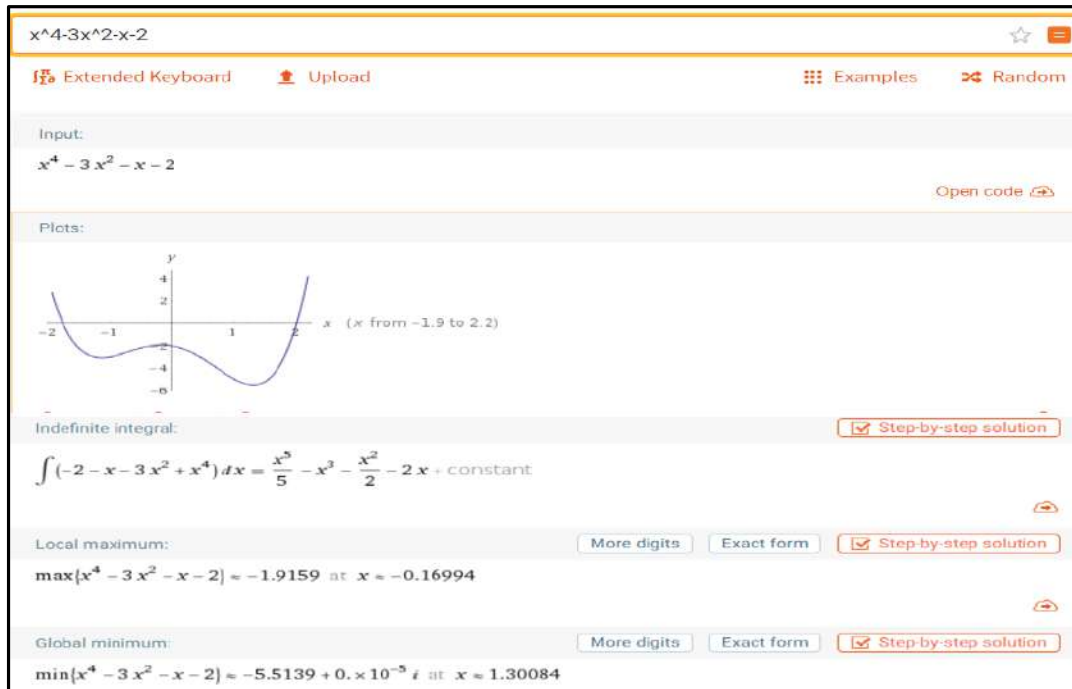 x^4-3x^2-x-2
Extended Keyboard Upload Examples Random
Input:
x⁴ − 3 x² − x − 2
Open code
Plots:
y
4
2
−2 −1 1 2 x (x from −1.9 to 2.2)
−2
−4
−6
Indefinite integral: Step-by-step solution
∫(−2 − x − 3 x² + x⁴) dx = x⁵/5 − x³ − x²/2 − 2 x + constant
Local maximum: More digits Exact form Step-by-step solution
max{x⁴ − 3 x² − x − 2} ≈ −1.9159 at x ≈ −0.16994
Global minimum: More digits Exact form Step-by-step solution
min{x⁴ − 3 x² − x − 2} ≈ −5.5139 + 0. × 10⁻⁵ i at x ≈ 1.30084